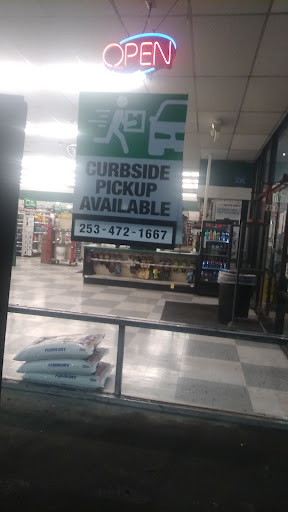 OPEN
CURBSIDE
PICKUP
AVAILABLE
253-472-1667